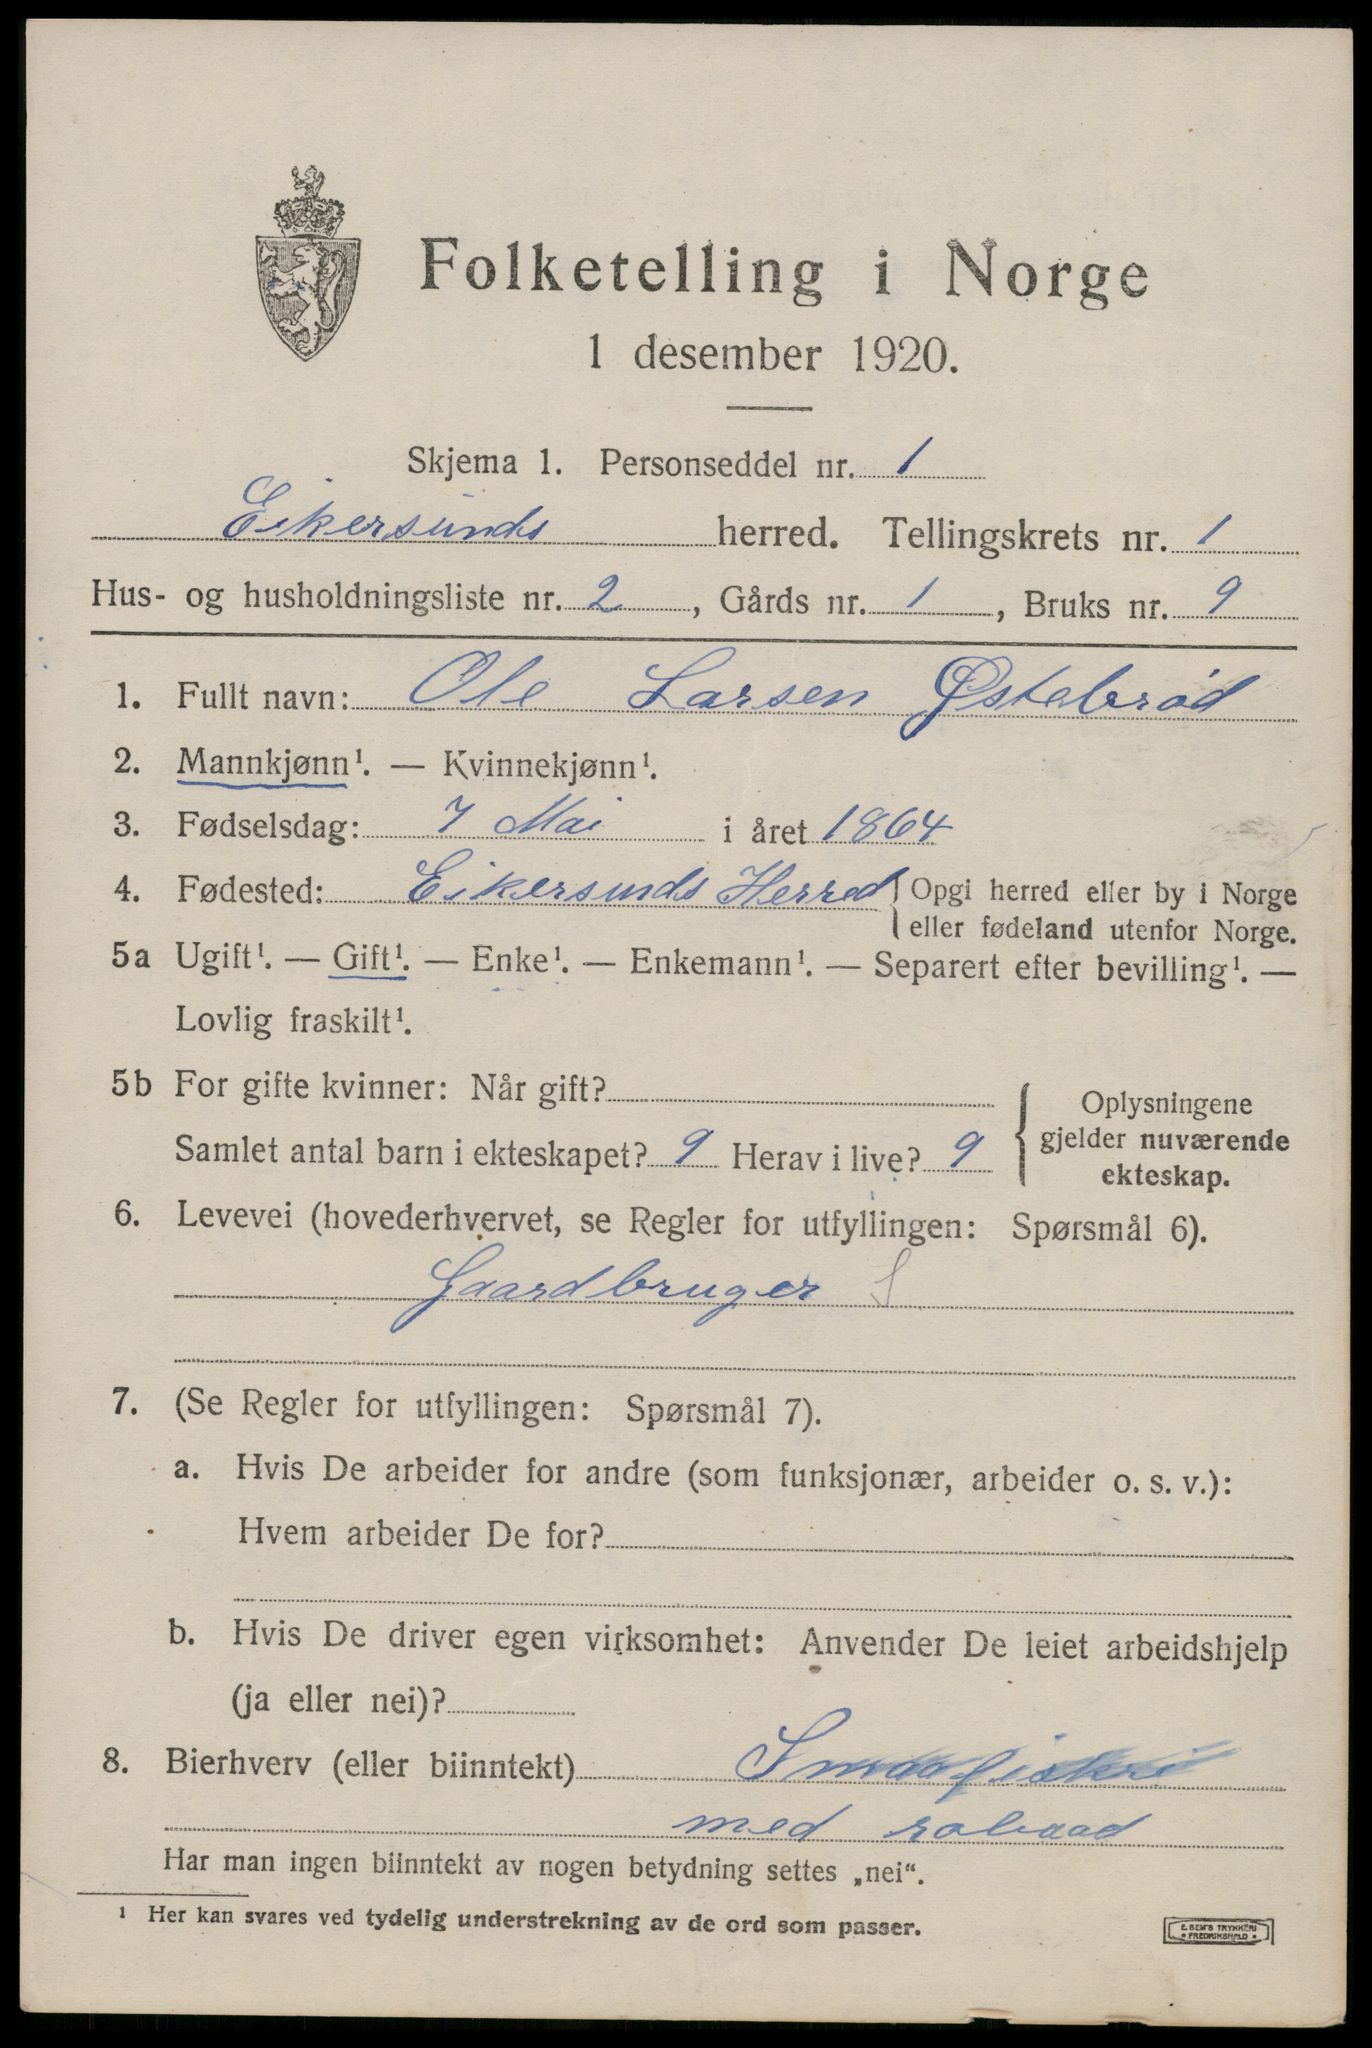 Folketelling i Norge
1 desember 1920.
Skjema 1. Personseddel nr. 1
Eikersunds herred. Tellingskrets nr. 1
Hus- og husholdningsliste nr. 2, Gårds nr. 1, Bruks nr. 9
1. Fullt navn: Ole Larsen Østebrød
2. Mannkjønn¹. — Kvinnekjønn¹.
3. Fødselsdag: 7 Mai i året 1864
4. Fødested: Eikersunds Herred { Opgi herred eller by i Norge
eller fødeland utenfor Norge.
5a Ugift¹. — Gift¹. — Enke¹. — Enkemann¹. — Separert efter bevilling¹. —
Lovlig fraskilt¹.
5b For gifte kvinner: Når gift?
Samlet antal barn i ekteskapet? 9 Herav i live? 9
Oplysningene
gjelder nuværende
ekteskap.
6. Levevei (hovederhvervet, se Regler for utfyllingen: Spørsmål 6).
Gaardbruger S
7. (Se Regler for utfyllingen: Spørsmål 7).
a. Hvis De arbeider for andre (som funksjonær, arbeider o. s. v.):
Hvem arbeider De for?
b. Hvis De driver egen virksomhet: Anvender De leiet arbeidshjelp
(ja eller nei)?
8. Bierhverv (eller biinntekt) Smaafiskeri
med robaad
Har man ingen biinntekt av nogen betydning settes „nei“.
¹ Her kan svares ved tydelig understrekning av de ord som passer.
E. SEM'S TRYKKERI
• FREDRIKSHALD •